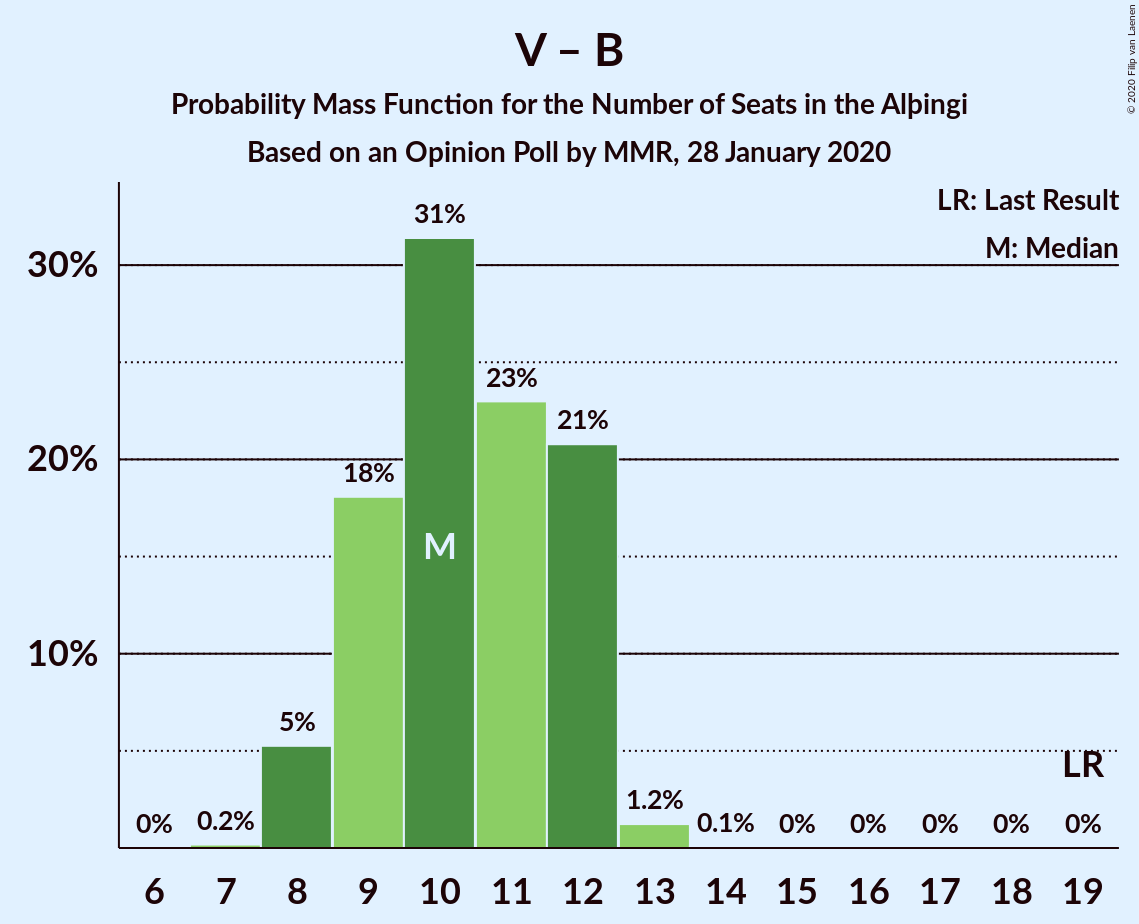 V – B
Probability Mass Function for the Number of Seats in the Alþingi
Based on an Opinion Poll by MMR, 28 January 2020
© 2020 Filip van Laenen
LR: Last Result
M: Median
30%
20%
10%
0%
0.2%
5%
18%
31%
23%
21%
1.2%
0.1%
0%
0%
0%
0%
0%
M
LR
6 7 8 9 10 11 12 13 14 15 16 17 18 19